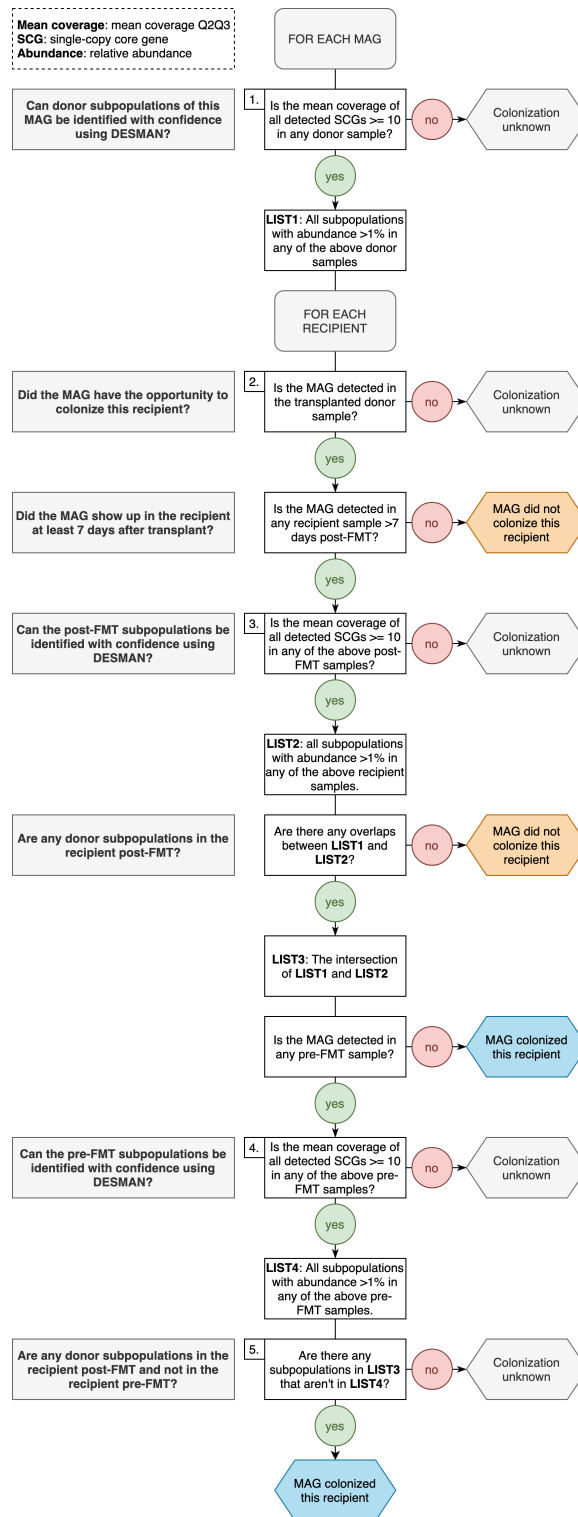 Mean coverage: mean coverage Q2Q3
SCG: single-copy core gene
Abundance: relative abundance
FOR EACH MAG
Can donor subpopulations of this
MAG be identified with confidence
using DESMAN?
1.
Is the mean coverage of
all detected SCGs >= 10
in any donor sample?
no
Colonization
unknown
yes
LIST1: All subpopulations
with abundance >1% in
any of the above donor
samples
FOR EACH
RECIPIENT
Did the MAG have the opportunity to
colonize this recipient?
2.
Is the MAG detected in
the transplanted donor
sample?
no
Colonization
unknown
yes
Did the MAG show up in the recipient
at least 7 days after transplant?
Is the MAG detected in
any recipient sample >7
days post-FMT?
no
MAG did not
colonize this
recipient
yes
Can the post-FMT subpopulations be
identified with confidence using
DESMAN?
3.
Is the mean coverage of
all detected SCGs >= 10
in any of the above post-
FMT samples?
no
Colonization
unknown
yes
LIST2: all subpopulations
with abundance >1% in
any of the above recipient
samples.
Are any donor subpopulations in the
recipient post-FMT?
Are there any overlaps
between LIST1 and
LIST2?
no
MAG did not
colonize this
recipient
yes
LIST3: The intersection
of LIST1 and LIST2
Is the MAG detected in
any pre-FMT sample?
no
MAG colonized
this recipient
yes
Can the pre-FMT subpopulations be
identified with confidence using
DESMAN?
4.
Is the mean coverage of
all detected SCGs >= 10
in any of the above pre-
FMT samples?
no
Colonization
unknown
yes
LIST4: All subpopulations
with abundance >1% in
any of the above pre-
FMT samples.
Are any donor subpopulations in the
recipient post-FMT and not in the
recipient pre-FMT?
5.
Are there any
subpopulations in LIST3
that aren't in LIST4?
no
Colonization
unknown
yes
MAG colonized
this recipient